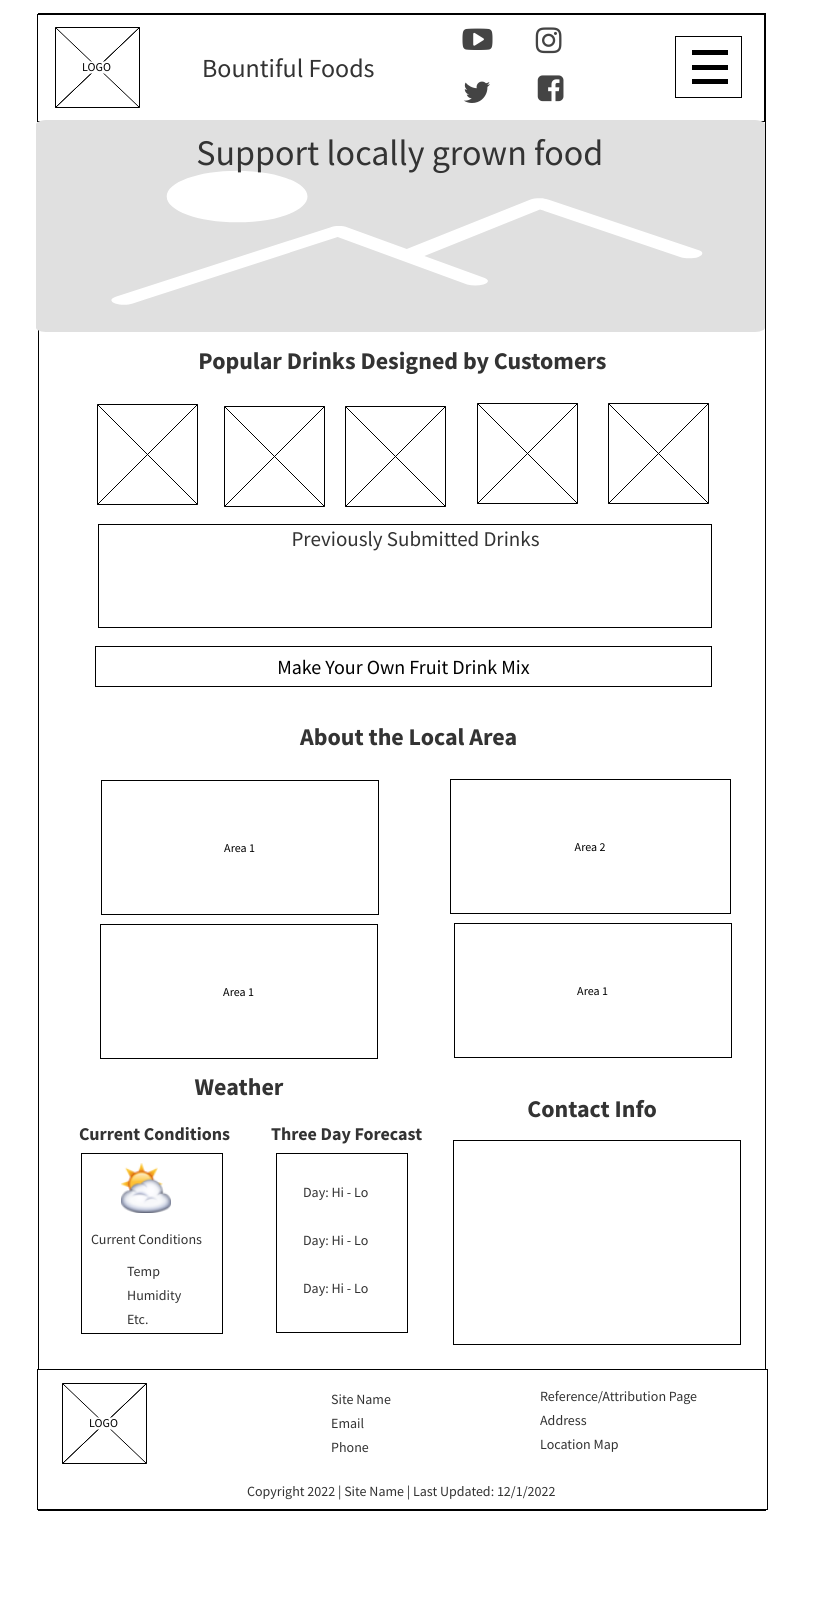 LOGO
Bountiful Foods
Support locally grown food
Popular Drinks Designed by Customers
Previously Submitted Drinks
Make Your Own Fruit Drink Mix
About the Local Area
Area 1
Area 2
Area 1
Area 1
Weather
Current Conditions
Three Day Forecast
Current Conditions
Temp
Humidity
Etc.
Day: Hi - Lo
Day: Hi - Lo
Day: Hi - Lo
Contact Info
LOGO
Site Name
Email
Phone
Reference/Attribution Page
Address
Location Map
Copyright 2022 | Site Name | Last Updated: 12/1/2022